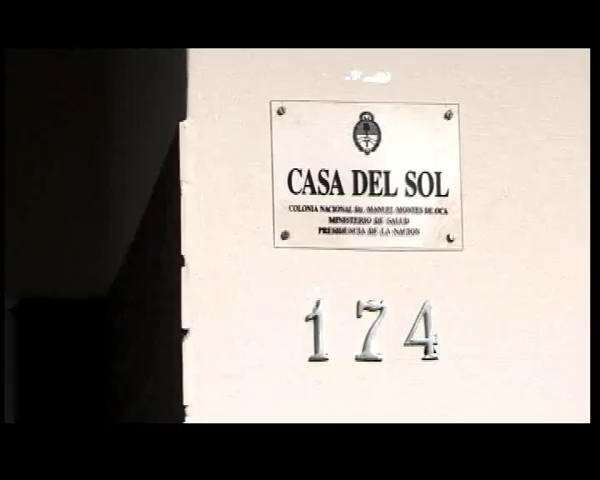 CASA DEL SOL
COLONIA NACIONAL Dr. MANUEL MONTES DE OCA
MINISTERIO DE SALUD
PRESIDENCIA DE LA NACION
174